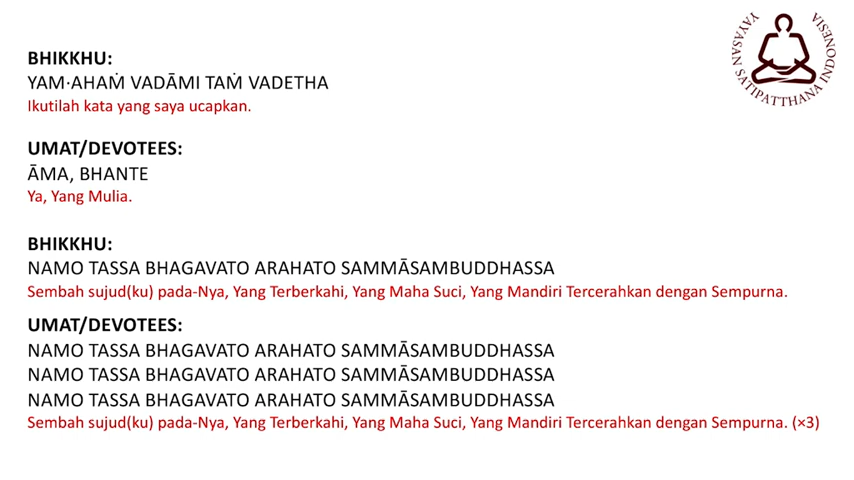 BHIKKHU:
YAM·AHAṀ VADĀMI TAṀ VADETHA
Ikutilah kata yang saya ucapkan.
UMAT/DEVOTEES:
ĀMA, BHANTE
Ya, Yang Mulia.
BHIKKHU:
NAMO TASSA BHAGAVATO ARAHATO SAMMĀSAMBUDDHASSA
Sembah sujud(ku) pada-Nya, Yang Terberkahi, Yang Maha Suci, Yang Mandiri Tercerahkan dengan Sempurna.
UMAT/DEVOTEES:
NAMO TASSA BHAGAVATO ARAHATO SAMMĀSAMBUDDHASSA
NAMO TASSA BHAGAVATO ARAHATO SAMMĀSAMBUDDHASSA
NAMO TASSA BHAGAVATO ARAHATO SAMMĀSAMBUDDHASSA
Sembah sujud(ku) pada-Nya, Yang Terberkahi, Yang Maha Suci, Yang Mandiri Tercerahkan dengan Sempurna. (×3)
YAYASAN SATIPATTHANA INDONESIA